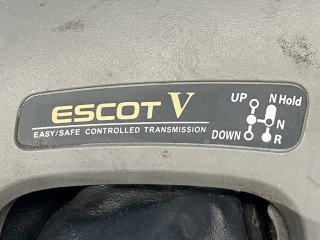 ESCOT V
EASY/SAFE CONTROLLED TRANSMISSION
UP N Hold
N
DOWN R